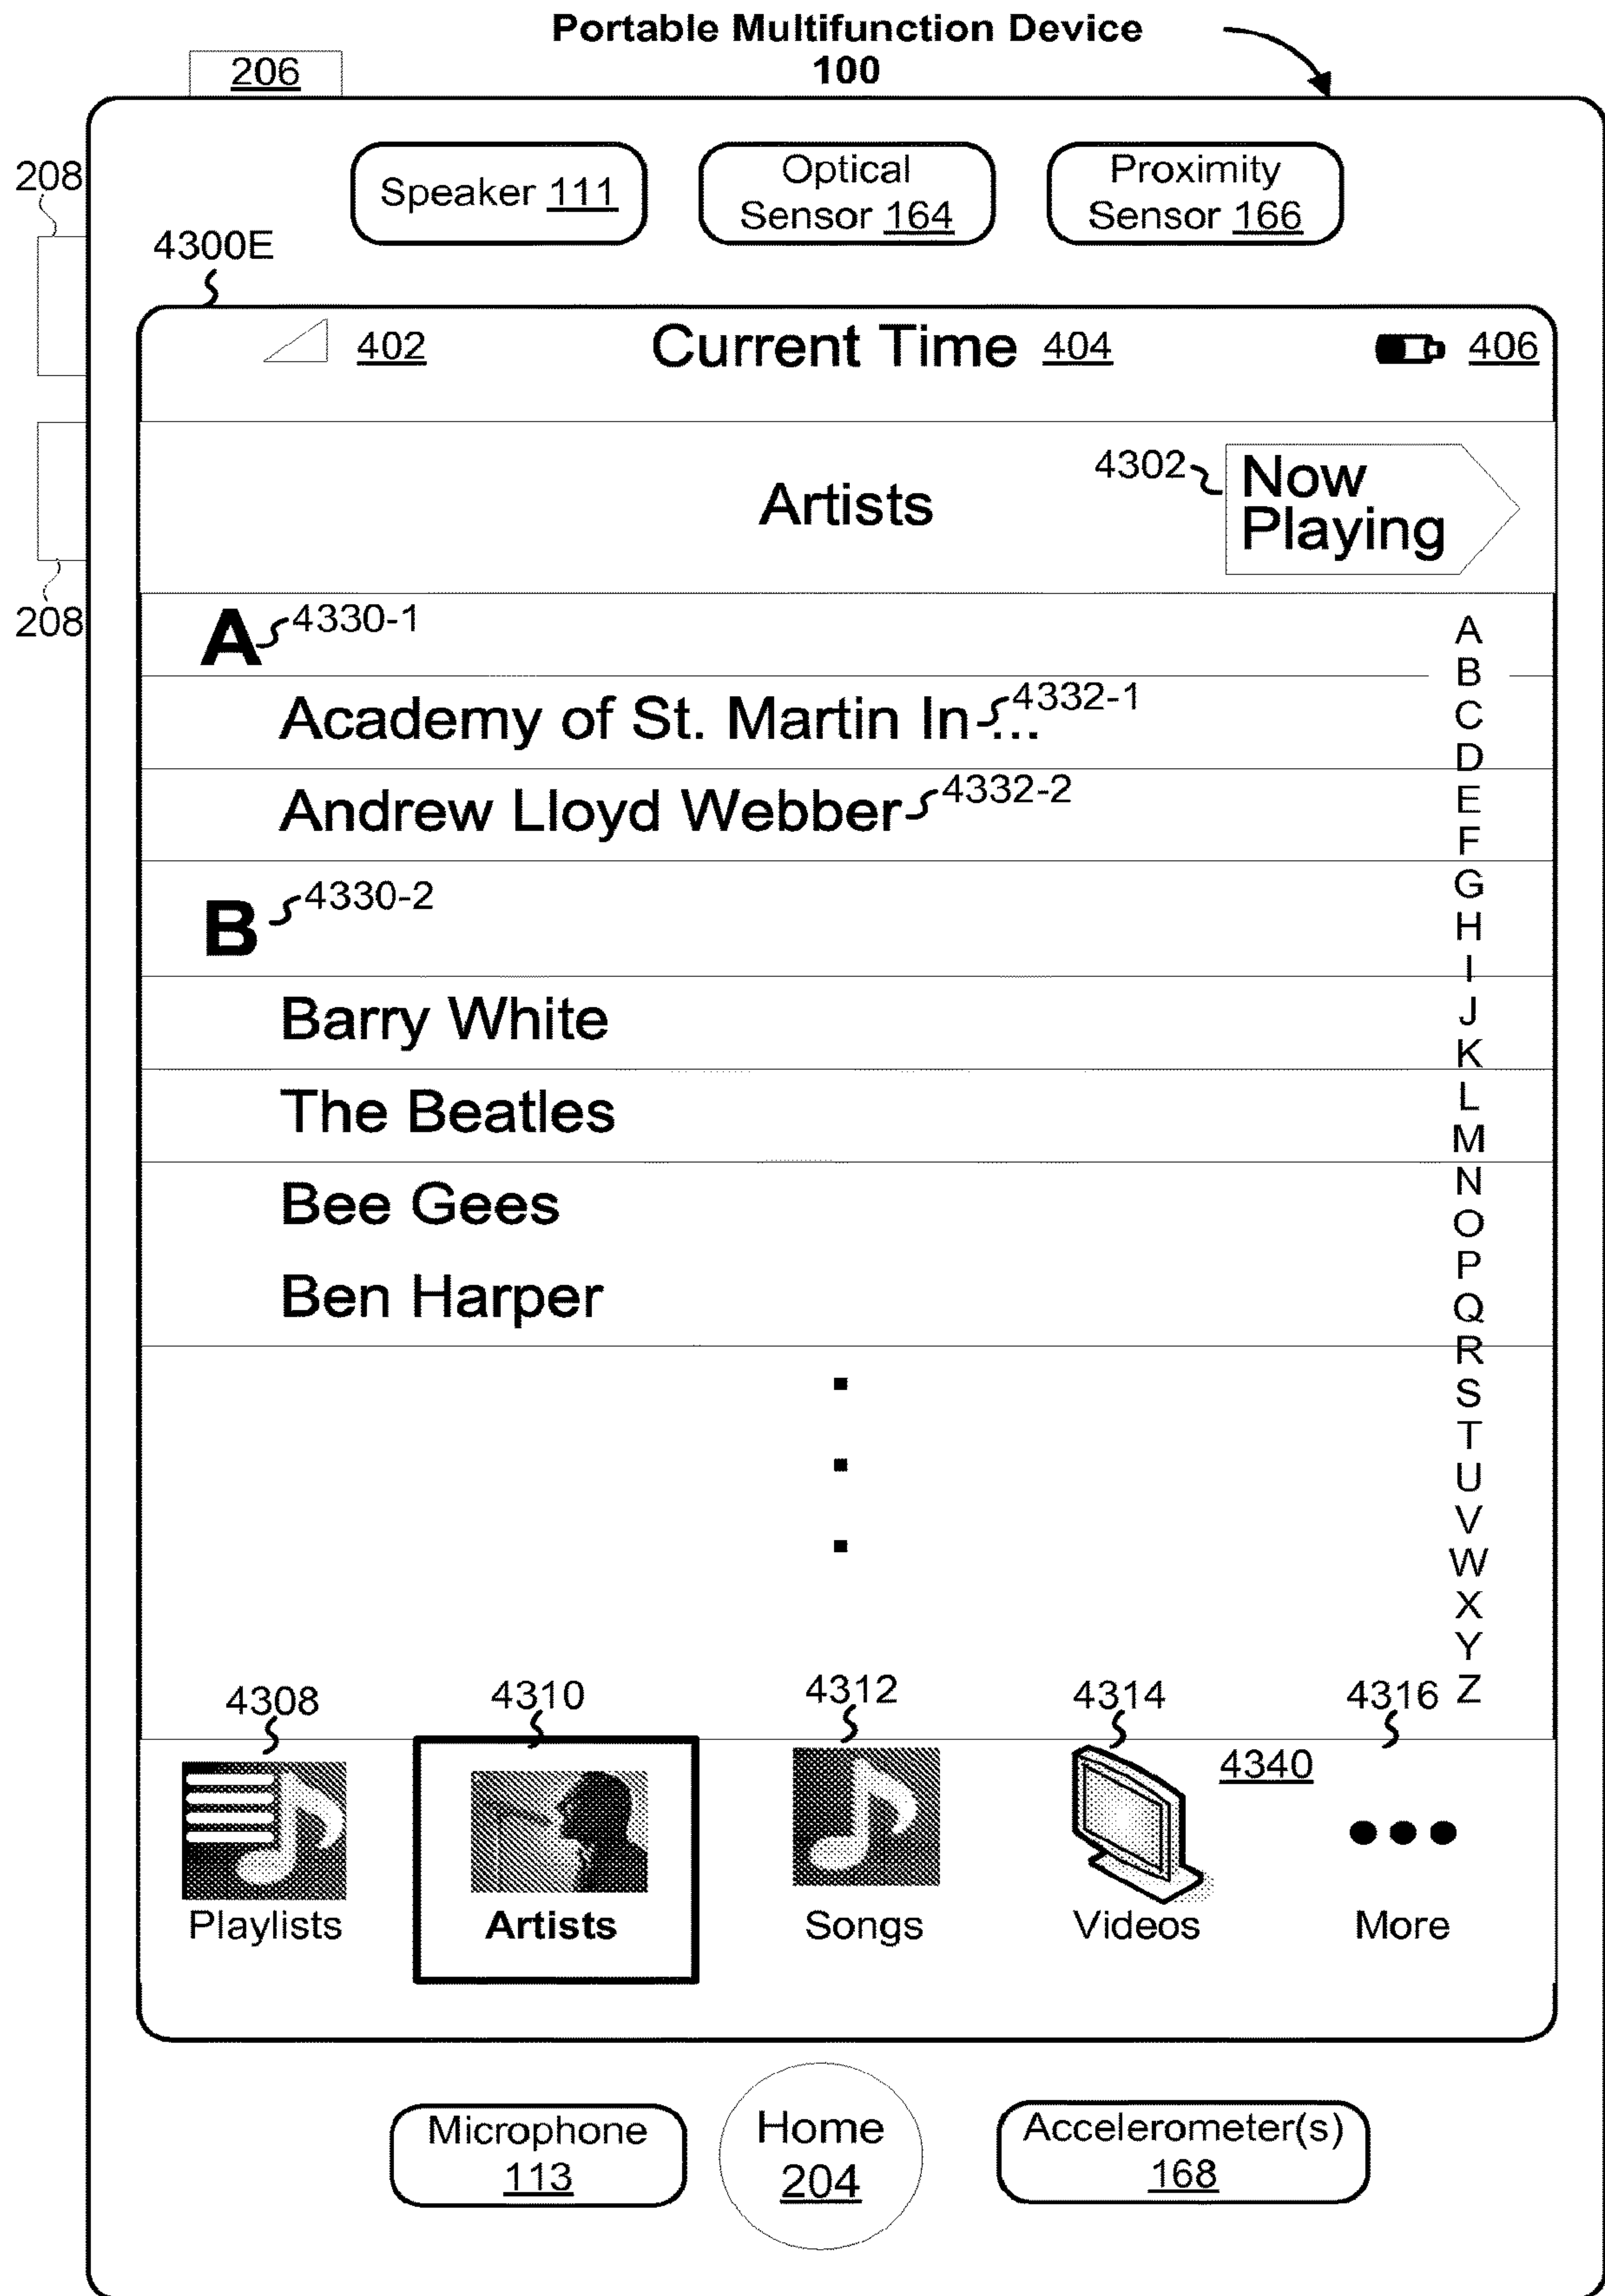 Portable Multifunction Device
100
206
208
Speaker 111
Optical
Sensor 164
Proximity
Sensor 166
4300E
402
Current Time 404
406
Artists
4302
Now
Playing
208
A 4330-1
Academy of St. Martin In ... 4332-1
Andrew Lloyd Webber 4332-2
B 4330-2
Barry White
The Beatles
Bee Gees
Ben Harper
A
B
C
D
E
F
G
H
I
J
K
L
M
N
O
P
Q
R
S
T
U
V
W
X
Y
Z
4308
4310
4312
4314
4316
4340
Playlists
Artists
Songs
Videos
More
Microphone
113
Home
204
Accelerometer(s)
168